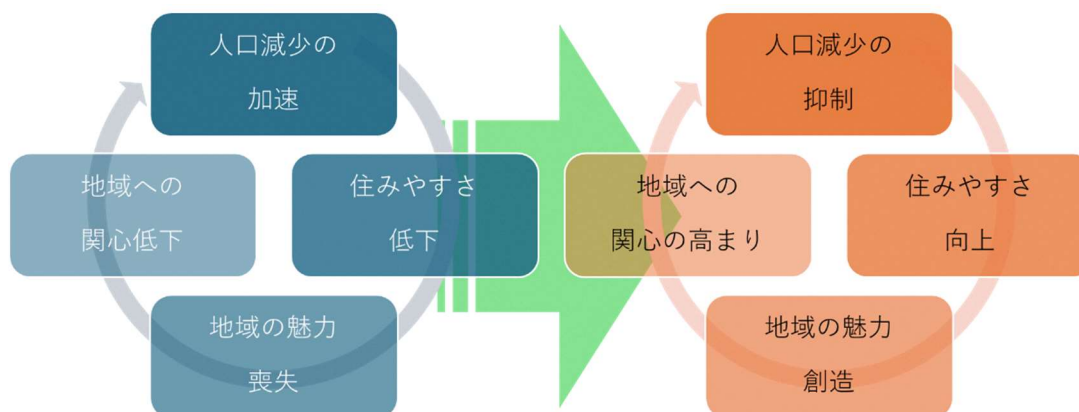 人口減少の
加速
住みやすさ
低下
地域の魅力
喪失
地域への
関心低下
人口減少の
抑制
住みやすさ
向上
地域の魅力
創造
地域への
関心の高まり